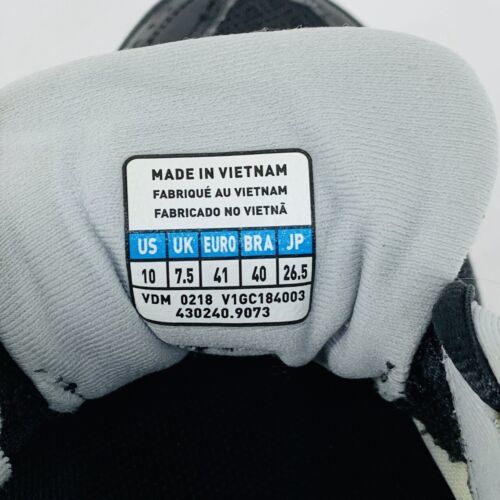 MADE IN VIETNAM
FABRIQUÉ AU VIETNAM
FABRICADO NO VIETNÃ
US UK EURO BRA JP
10 7.5 41 40 26.5
VDM 0218 V1GC184003
430240.9073